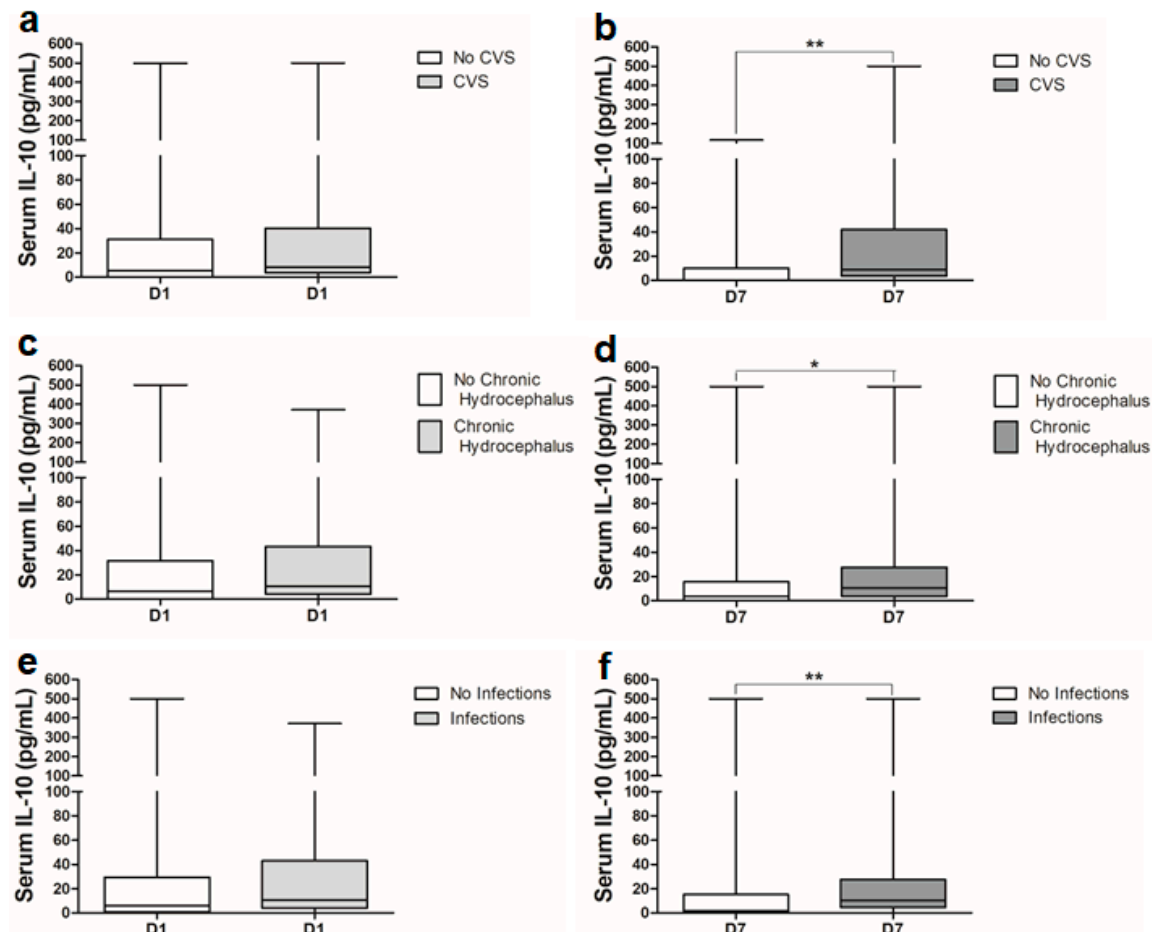 a
Serum IL-10 (pg/mL)
600
500
400
300
200
100
100
80
60
40
20
0
D1
D1
No CVS
CVS
b
**
Serum IL-10 (pg/mL)
600
500
400
300
200
100
100
80
60
40
20
0
D7
D7
No CVS
CVS
c
Serum IL-10 (pg/mL)
600
500
400
300
200
100
100
80
60
40
20
0
D1
D1
No Chronic
Hydrocephalus
Chronic
Hydrocephalus
d
*
Serum IL-10 (pg/mL)
600
500
400
300
200
100
100
80
60
40
20
0
D7
D7
No Chronic
Hydrocephalus
Chronic
Hydrocephalus
e
Serum IL-10 (pg/mL)
600
500
400
300
200
100
100
80
60
40
20
0
D1
D1
No Infections
Infections
f
**
Serum IL-10 (pg/mL)
600
500
400
300
200
100
100
80
60
40
20
0
D7
D7
No Infections
Infections